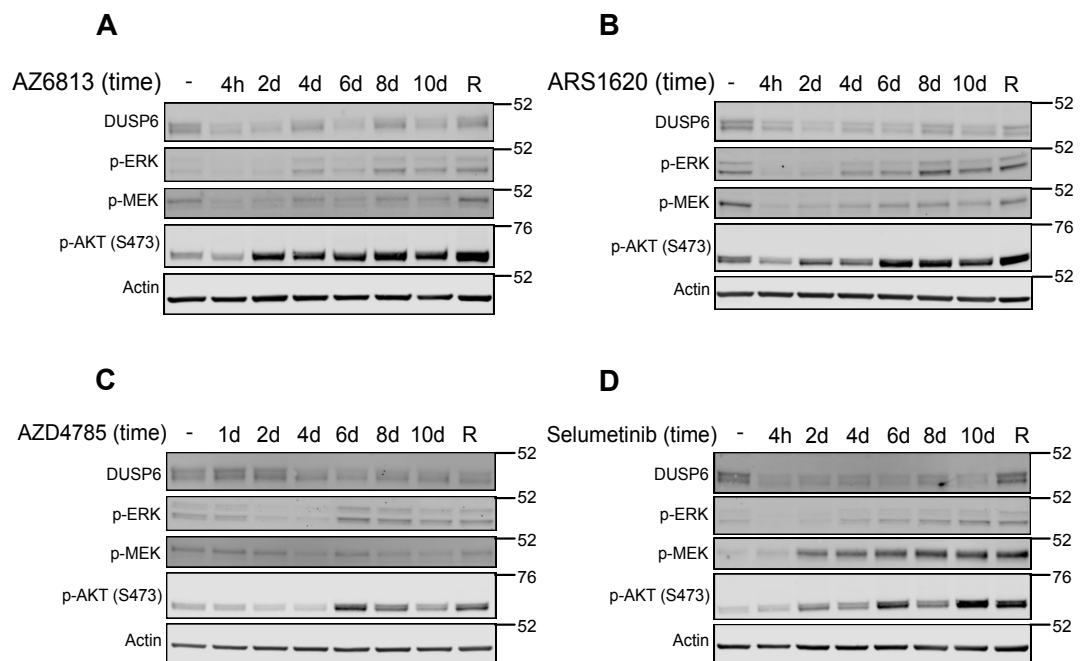 A
AZ6813 (time) - 4h 2d 4d 6d 8d 10d R
DUSP6 52
p-ERK 52
p-MEK 52
p-AKT (S473) 76
Actin 52
B
ARS1620 (time) - 4h 2d 4d 6d 8d 10d R
DUSP6 52
p-ERK 52
p-MEK 52
p-AKT (S473) 76
Actin 52
C
AZD4785 (time) - 1d 2d 4d 6d 8d 10d R
DUSP6 52
p-ERK 52
p-MEK 52
p-AKT (S473) 76
Actin 52
D
Selumetinib (time) - 4h 2d 4d 6d 8d 10d R
DUSP6 52
p-ERK 52
p-MEK 52
p-AKT (S473) 76
Actin 52